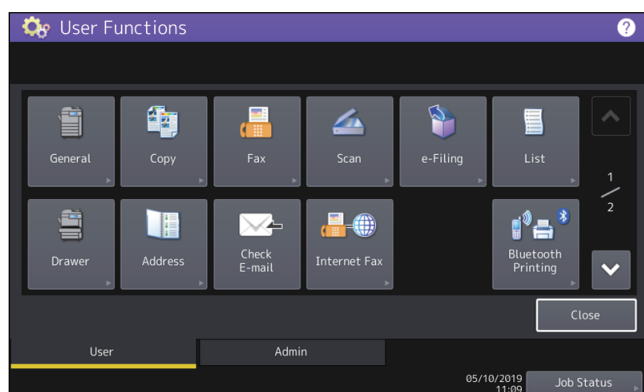 User Functions
?
General
Copy
Fax
Scan
e-Filing
List
1
2
Drawer
Address
Check
E-mail
Internet Fax
Bluetooth
Printing
Close
User
Admin
05/10/2019
11:09
Job Status